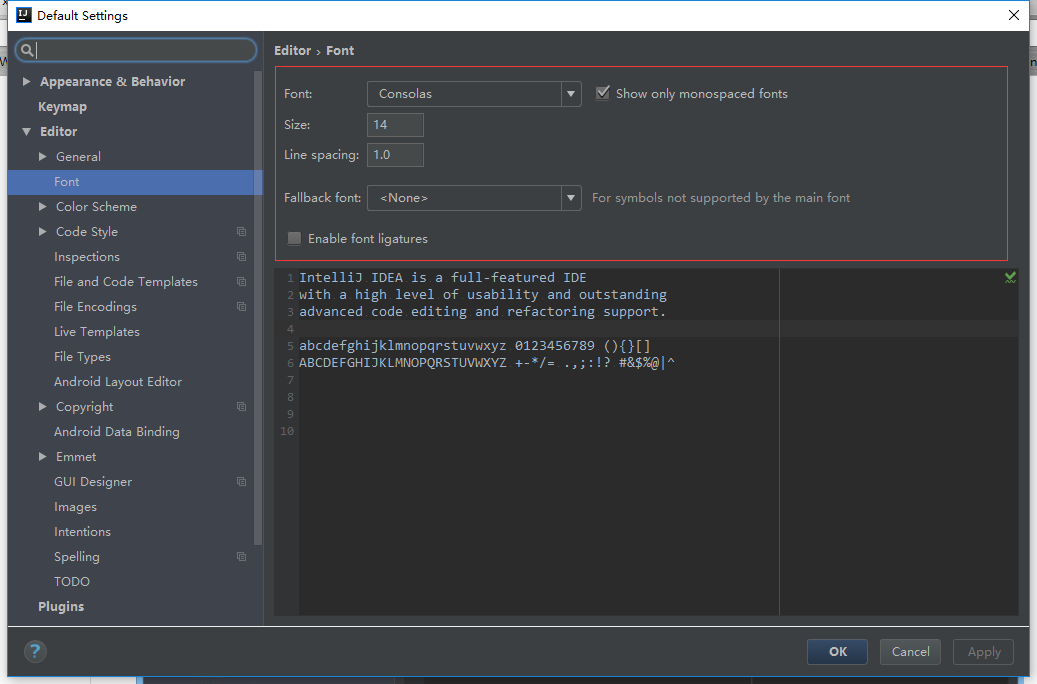 IJ Default Settings
Editor › Font
Appearance & Behavior
Keymap
Editor
General
Font
Color Scheme
Code Style
Inspections
File and Code Templates
File Encodings
Live Templates
File Types
Android Layout Editor
Copyright
Android Data Binding
Emmet
GUI Designer
Images
Intentions
Spelling
TODO
Plugins
Font: Consolas Show only monospaced fonts
Size: 14
Line spacing: 1.0
Fallback font: <None> For symbols not supported by the main font
Enable font ligatures
1 IntelliJ IDEA is a full-featured IDE
2 with a high level of usability and outstanding
3 advanced code editing and refactoring support.
4
5 abcdefghijklmnopqrstuvwxyz 0123456789 (){}[]
6 ABCDEFGHIJKLMNOPQRSTUVWXYZ +-*/= .,;:!? #&$%@|^
7
8
9
10
? OK Cancel Apply